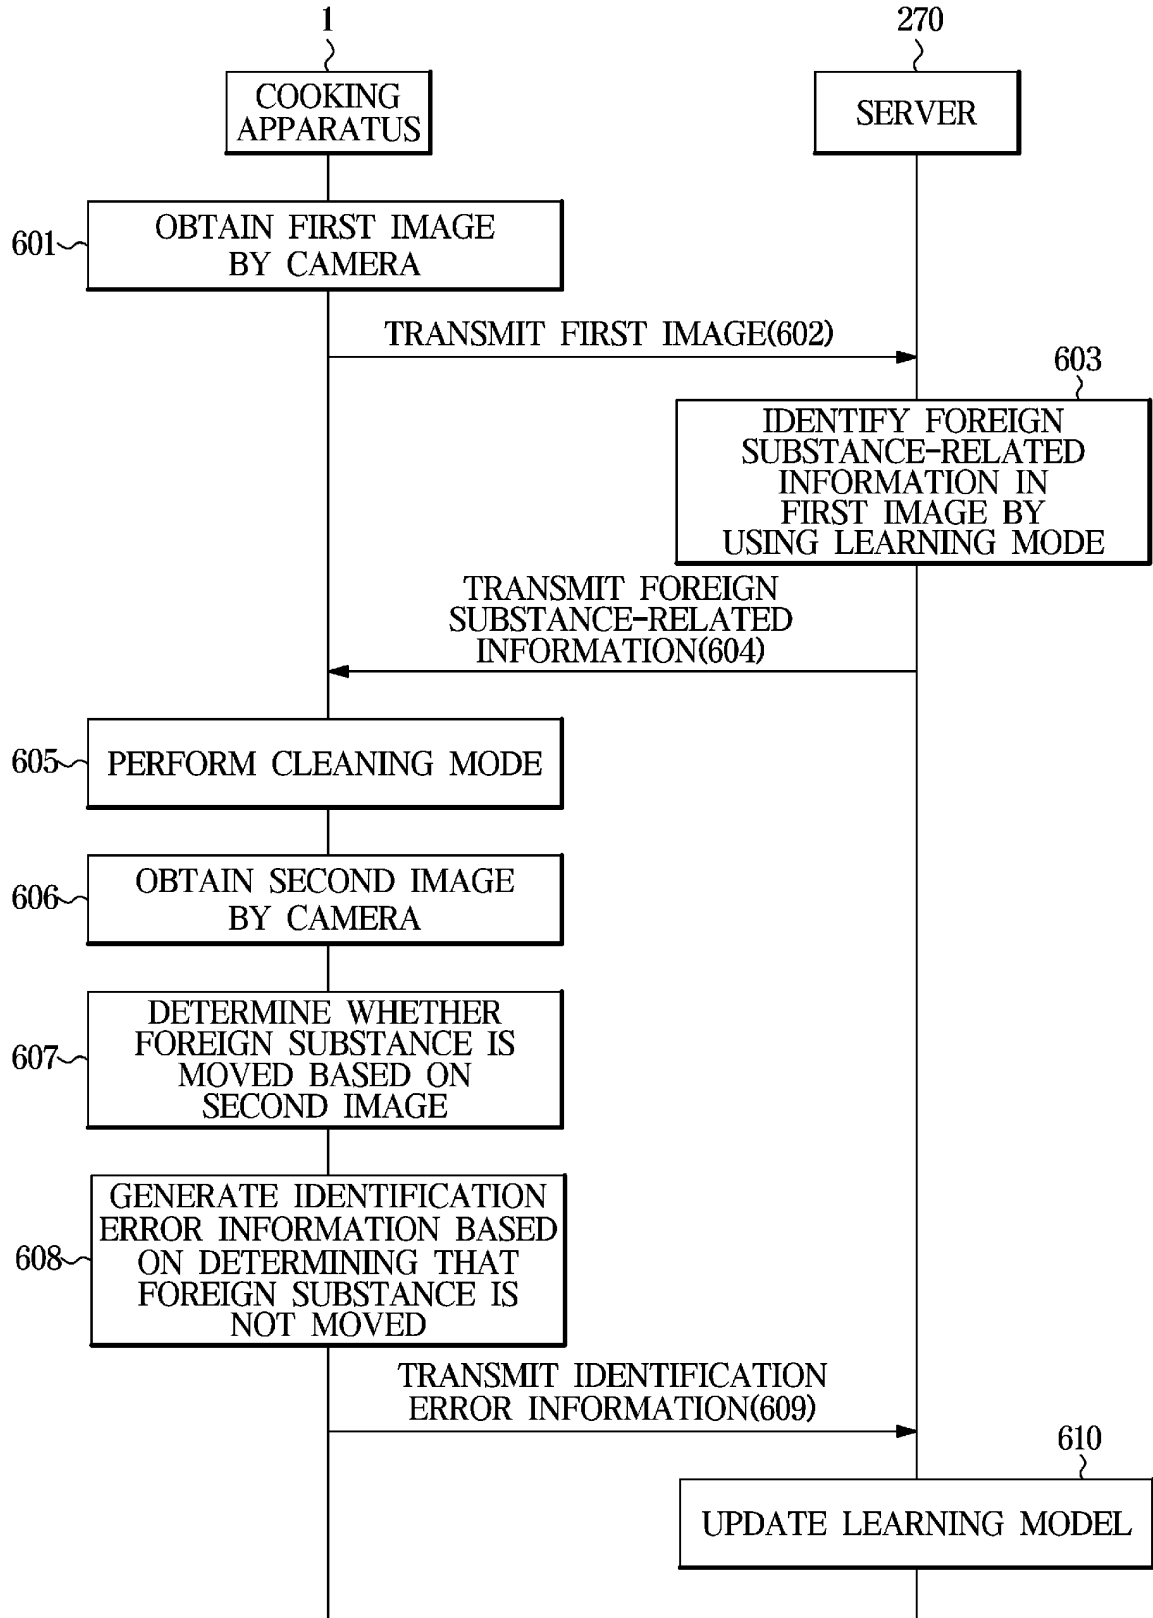 1
270
COOKING
APPARATUS
SERVER
601
OBTAIN FIRST IMAGE
BY CAMERA
TRANSMIT FIRST IMAGE(602)
603
IDENTIFY FOREIGN
SUBSTANCE-RELATED
INFORMATION IN
FIRST IMAGE BY
USING LEARNING MODE
TRANSMIT FOREIGN
SUBSTANCE-RELATED
INFORMATION(604)
605
PERFORM CLEANING MODE
606
OBTAIN SECOND IMAGE
BY CAMERA
607
DETERMINE WHETHER
FOREIGN SUBSTANCE IS
MOVED BASED ON
SECOND IMAGE
608
GENERATE IDENTIFICATION
ERROR INFORMATION BASED
ON DETERMINING THAT
FOREIGN SUBSTANCE IS
NOT MOVED
TRANSMIT IDENTIFICATION
ERROR INFORMATION(609)
610
UPDATE LEARNING MODEL